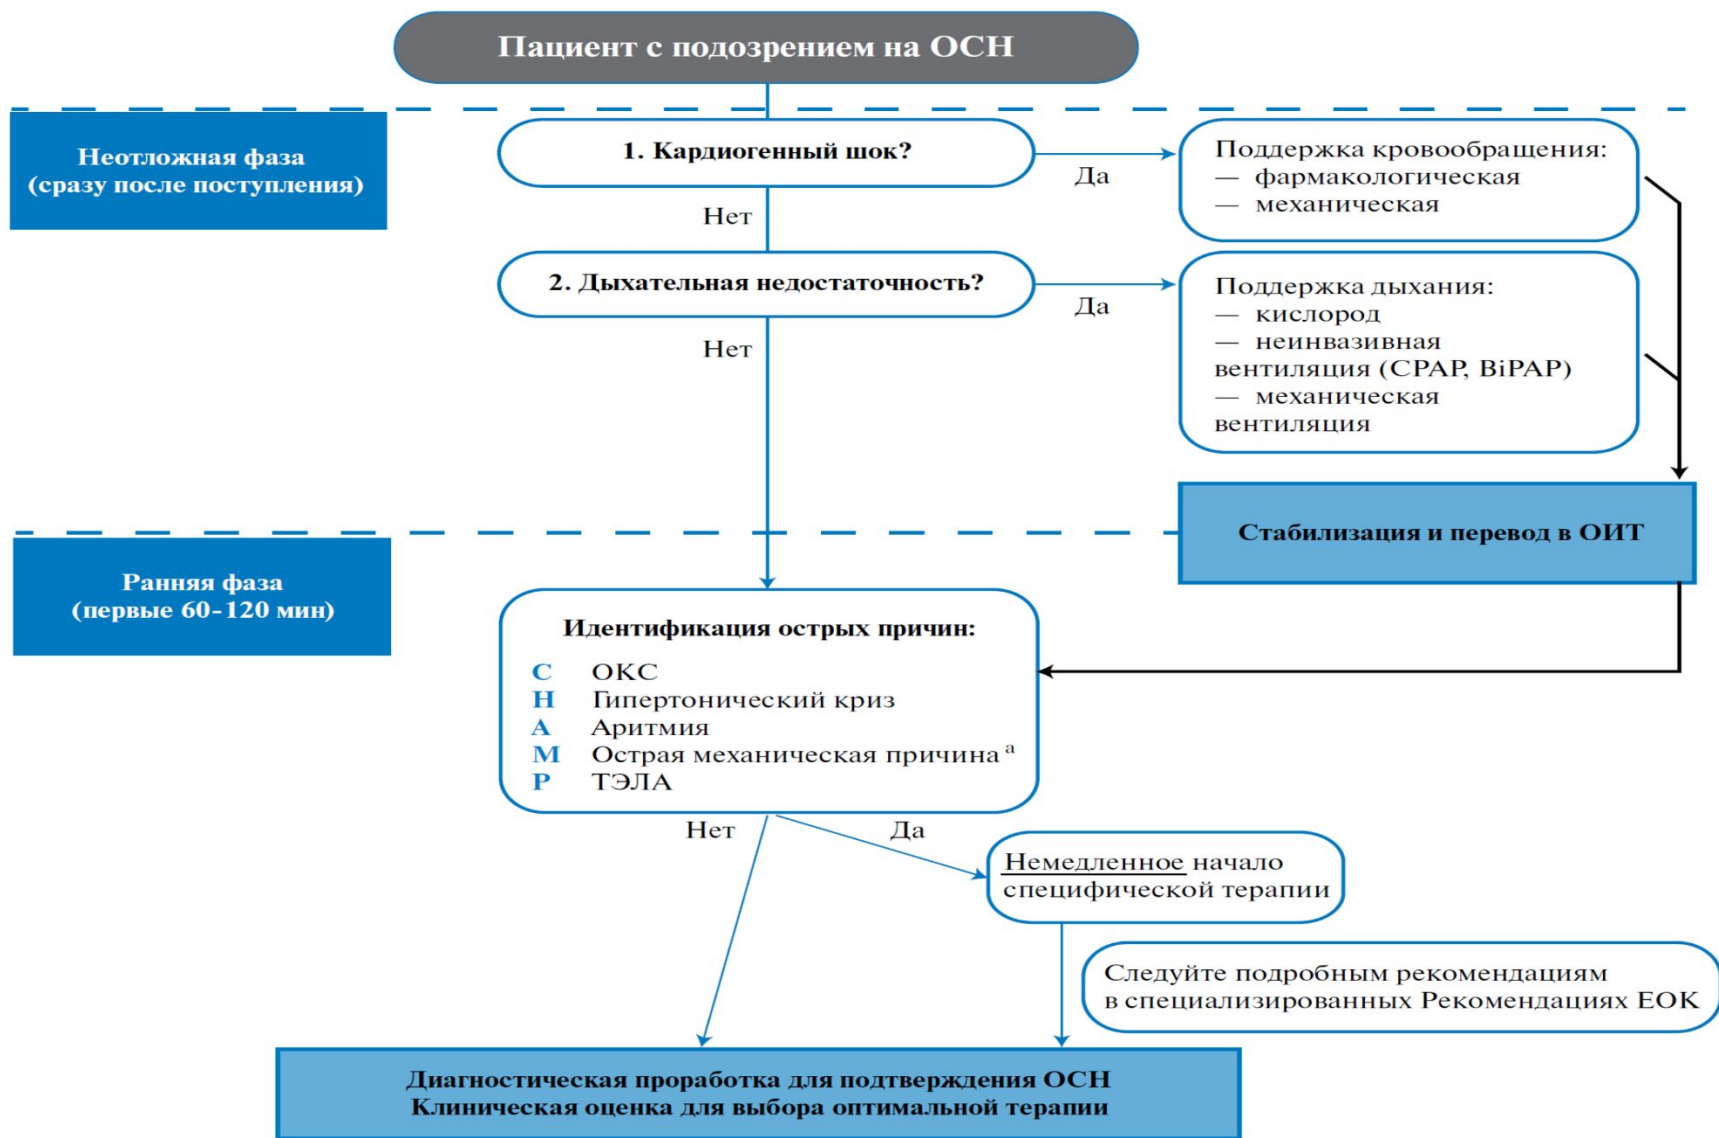 Пациент с подозрением на ОСН
Неотложная фаза
(сразу после поступления)
1. Кардиогенный шок?
Да
Поддержка кровообращения:
— фармакологическая
— механическая
Нет
2. Дыхательная недостаточность?
Да
Поддержка дыхания:
— кислород
— неинвазивная
вентиляция (CPAP, BiPAP)
— механическая
вентиляция
Нет
Стабилизация и перевод в ОИТ
Ранняя фаза
(первые 60-120 мин)
Идентификация острых причин:
C ОКС
H Гипертонический криз
A Аритмия
M Острая механическая причина а
P ТЭЛА
Нет
Да
Немедленное начало
специфической терапии
Следуйте подробным рекомендациям
в специализированных Рекомендациях ЕОК
Диагностическая проработка для подтверждения ОСН
Клиническая оценка для выбора оптимальной терапии